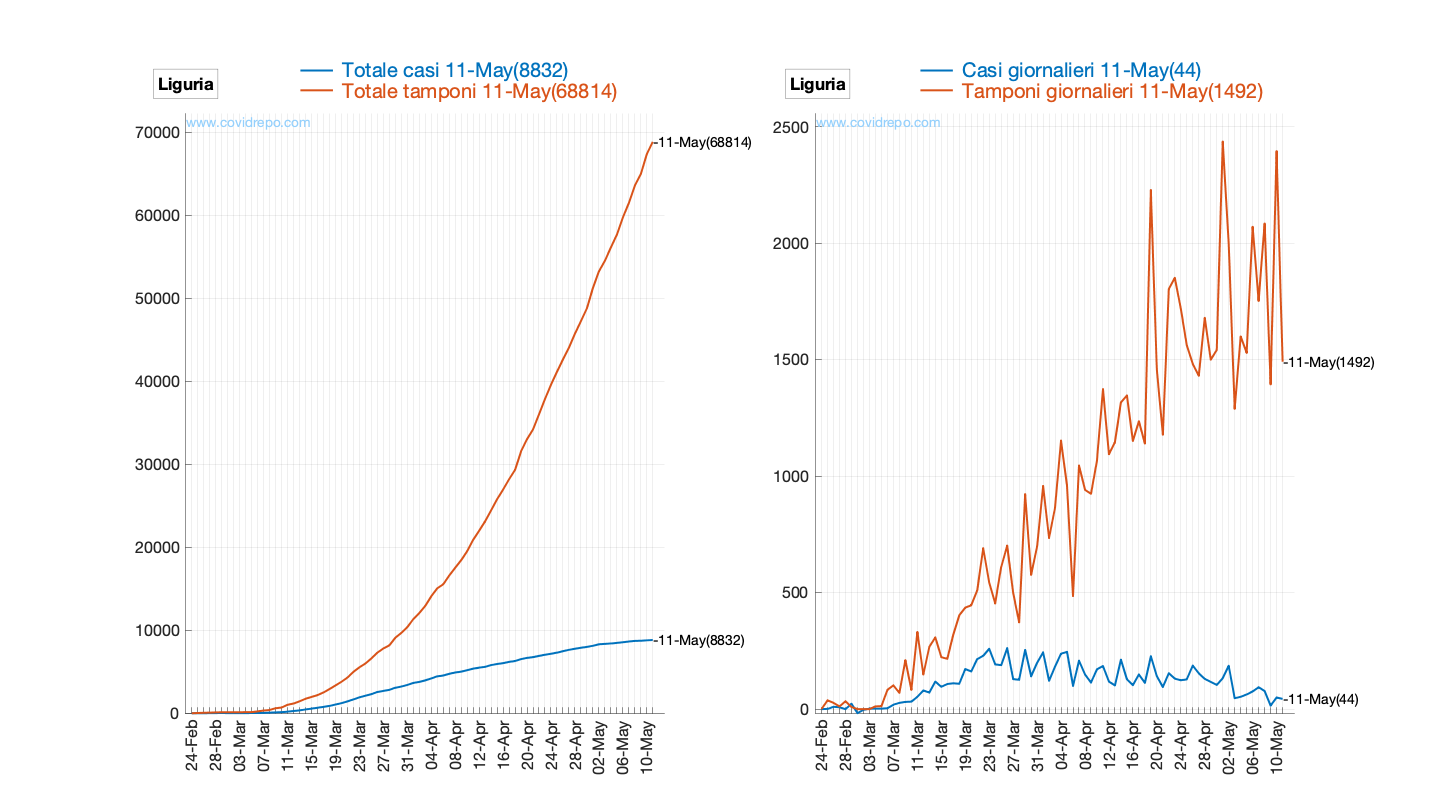 Liguria
Totale casi 11-May(8832)
Totale tamponi 11-May(68814)
www.covidrepo.com
70000
60000
50000
40000
30000
20000
10000
0
-11-May(68814)
-11-May(8832)
24-Feb
28-Feb
03-Mar
07-Mar
11-Mar
15-Mar
19-Mar
23-Mar
27-Mar
31-Mar
04-Apr
08-Apr
12-Apr
16-Apr
20-Apr
24-Apr
28-Apr
02-May
06-May
10-May
Liguria
Casi giornalieri 11-May(44)
Tamponi giornalieri 11-May(1492)
www.covidrepo.com
2500
2000
1500
1000
500
0
-11-May(1492)
-11-May(44)
24-Feb
28-Feb
03-Mar
07-Mar
11-Mar
15-Mar
19-Mar
23-Mar
27-Mar
31-Mar
04-Apr
08-Apr
12-Apr
16-Apr
20-Apr
24-Apr
28-Apr
02-May
06-May
10-May